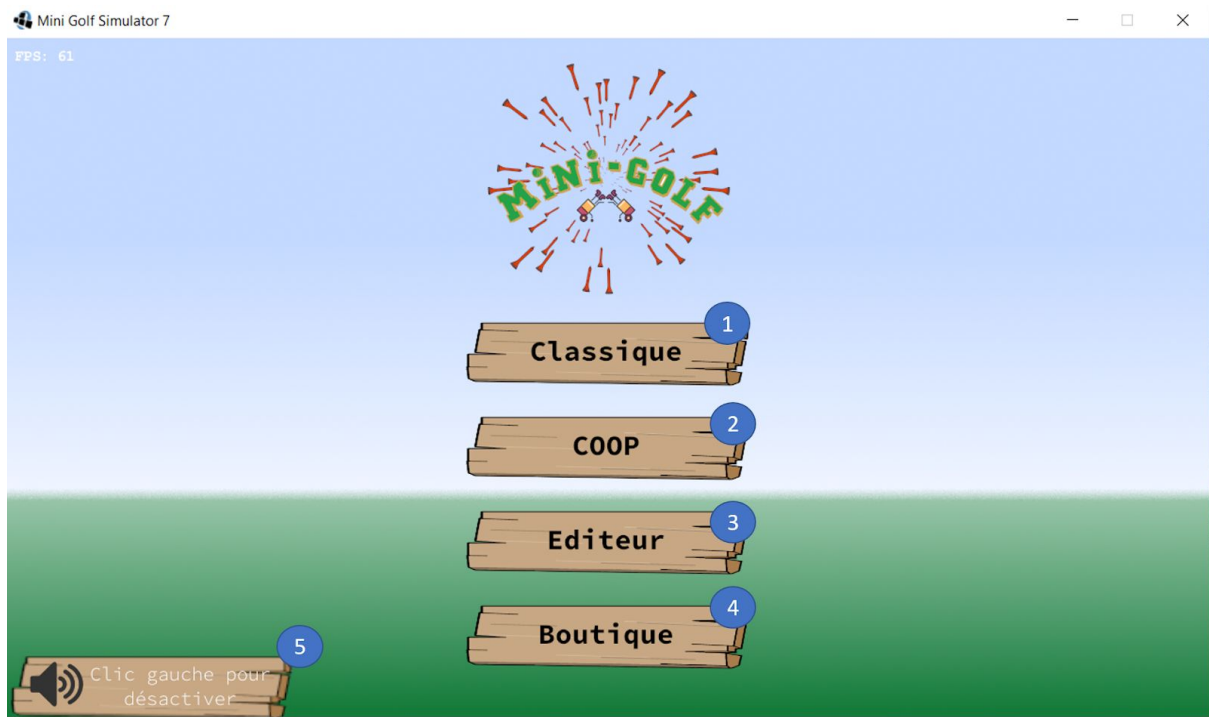 Mini Golf Simulator 7
FPS: 61
MiNi-GOLF
1
Classique
2
COOP
3
Editeur
4
Boutique
5
Clic gauche pour
désactiver